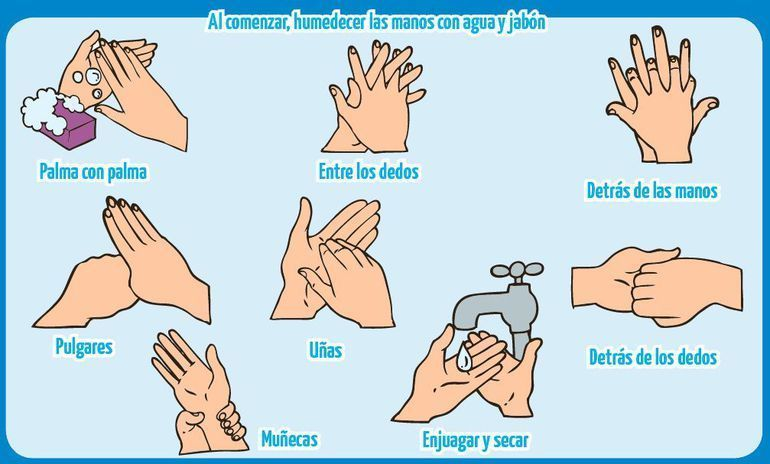 Al comenzar, humedecer las manos con agua y jabón
Palma con palma
Entre los dedos
Detrás de las manos
Pulgares
Uñas
Detrás de los dedos
Muñecas
Enjuagar y secar